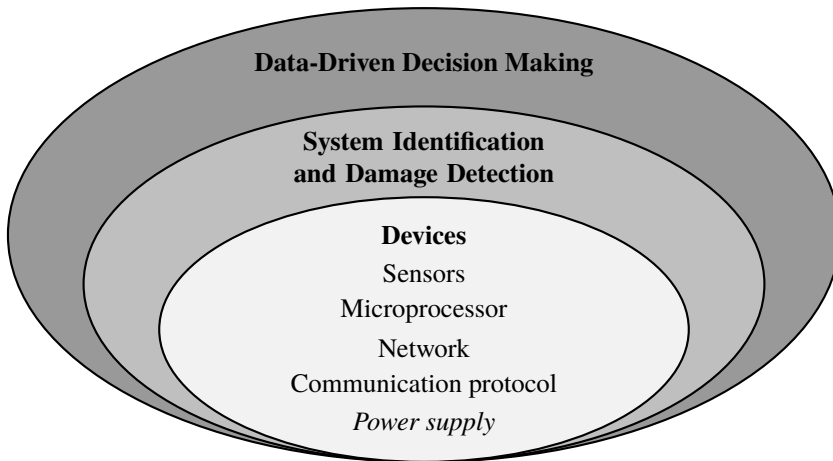 Data-Driven Decision Making
System Identification
and Damage Detection
Devices
Sensors
Microprocessor
Network
Communication protocol
Power supply